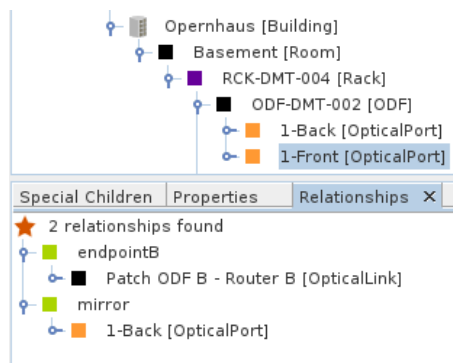 Opernhaus [Building]
Basement [Room]
RCK-DMT-004 [Rack]
ODF-DMT-002 [ODF]
1-Back [OpticalPort]
1-Front [OpticalPort]
Special Children Properties Relationships X
2 relationships found
endpointB
Patch ODF B - Router B [OpticalLink]
mirror
1-Back [OpticalPort]